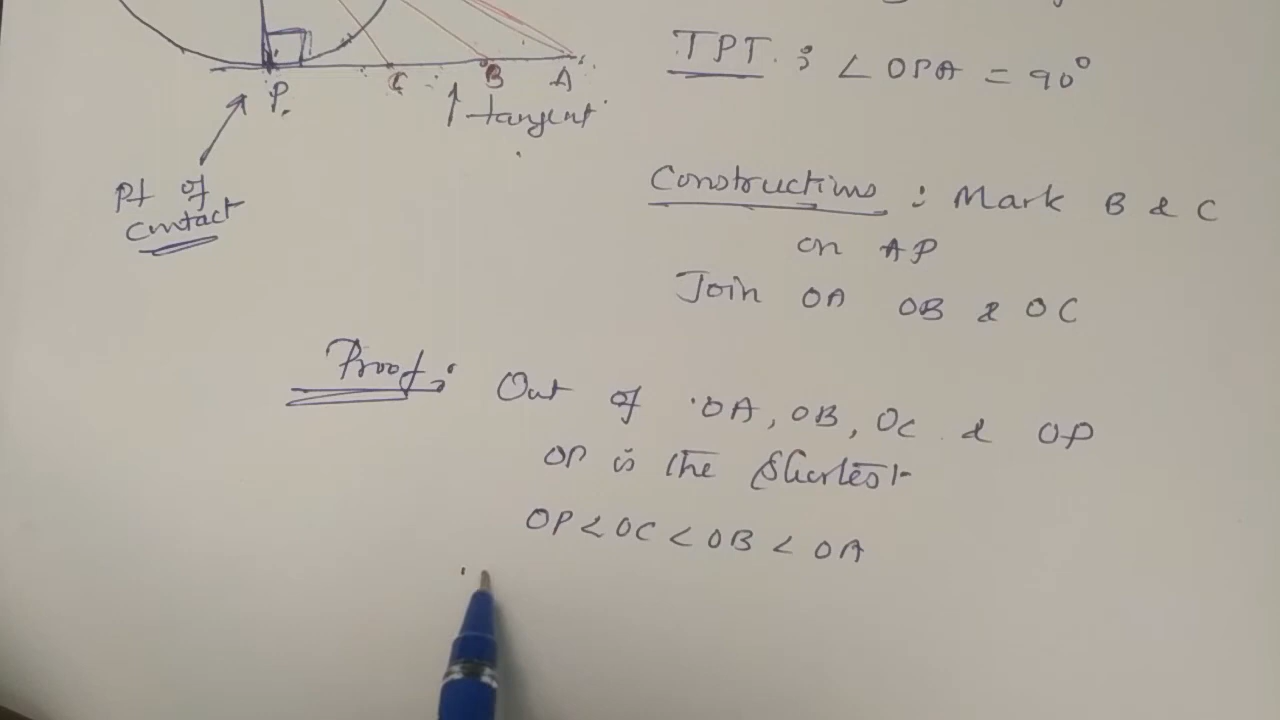 TPT : ∠OPA = 90°
P.
C
B
A
tangent
Pt of
contact
Constructions : Mark B & C
on AP
Join OA OB & OC
Proof : Out of OA, OB, OC & OP
OP is the shortest
OP < OC < OB < OA